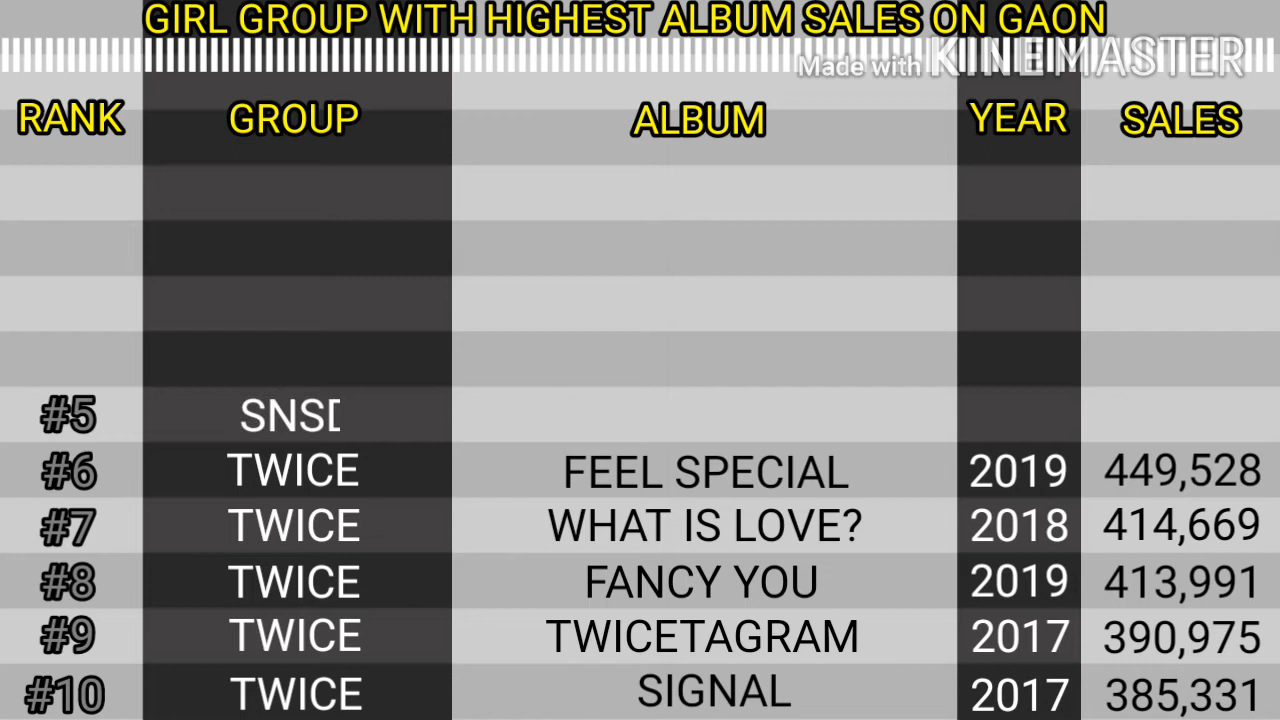 GIRL GROUP WITH HIGHEST ALBUM SALES ON GAON
Made with KINEMASTER
RANK GROUP ALBUM YEAR SALES
#5 SNSD
#6 TWICE FEEL SPECIAL 2019 449,528
#7 TWICE WHAT IS LOVE? 2018 414,669
#8 TWICE FANCY YOU 2019 413,991
#9 TWICE TWICETAGRAM 2017 390,975
#10 TWICE SIGNAL 2017 385,331